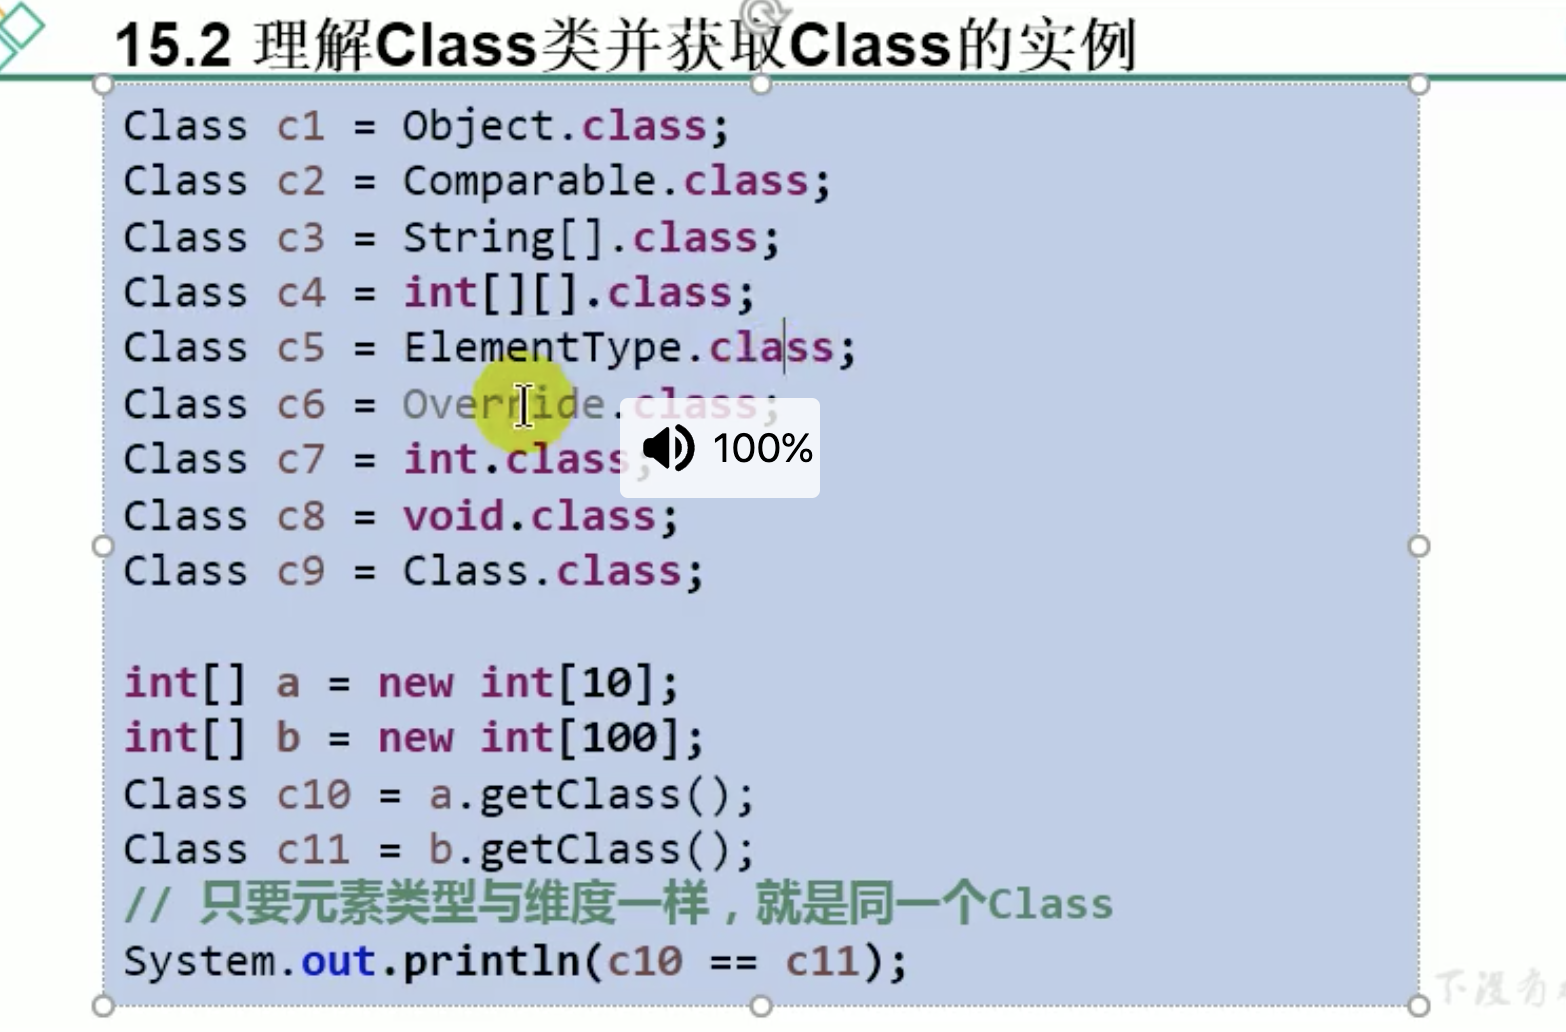 15.2 理解Class类并获取Class的实例
Class c1 = Object.class;
Class c2 = Comparable.class;
Class c3 = String[].class;
Class c4 = int[][].class;
Class c5 = ElementType.class;
Class c6 = Override.class;
100%
Class c7 = int.class;
Class c8 = void.class;
Class c9 = Class.class;
int[] a = new int[10];
int[] b = new int[100];
Class c10 = a.getClass();
Class c11 = b.getClass();
// 只要元素类型与维度一样，就是同一个Class
System.out.println(c10 == c11);
下没有